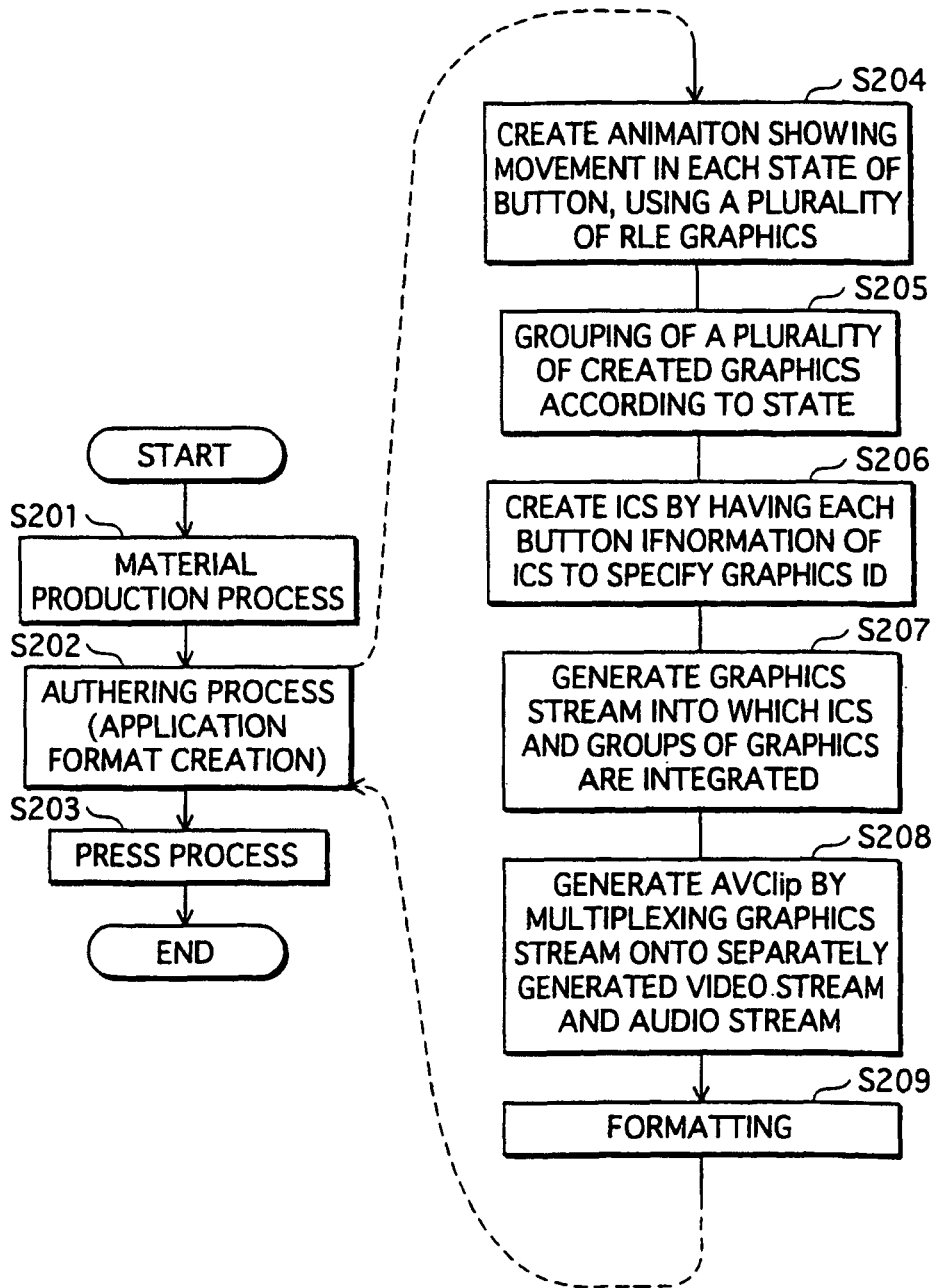 START
S201
MATERIAL
PRODUCTION PROCESS
S202
AUTHERING PROCESS
(APPLICATION
FORMAT CREATION)
S203
PRESS PROCESS
END
S204
CREATE ANIMAITON SHOWING
MOVEMENT IN EACH STATE OF
BUTTON, USING A PLURALITY
OF RLE GRAPHICS
S205
GROUPING OF A PLURALITY
OF CREATED GRAPHICS
ACCORDING TO STATE
S206
CREATE ICS BY HAVING EACH
BUTTON IFNORMATION OF
ICS TO SPECIFY GRAPHICS ID
S207
GENERATE GRAPHICS
STREAM INTO WHICH ICS
AND GROUPS OF GRAPHICS
ARE INTEGRATED
S208
GENERATE AVClip BY
MULTIPLEXING GRAPHICS
STREAM ONTO SEPARATELY
GENERATED VIDEO STREAM
AND AUDIO STREAM
S209
FORMATTING